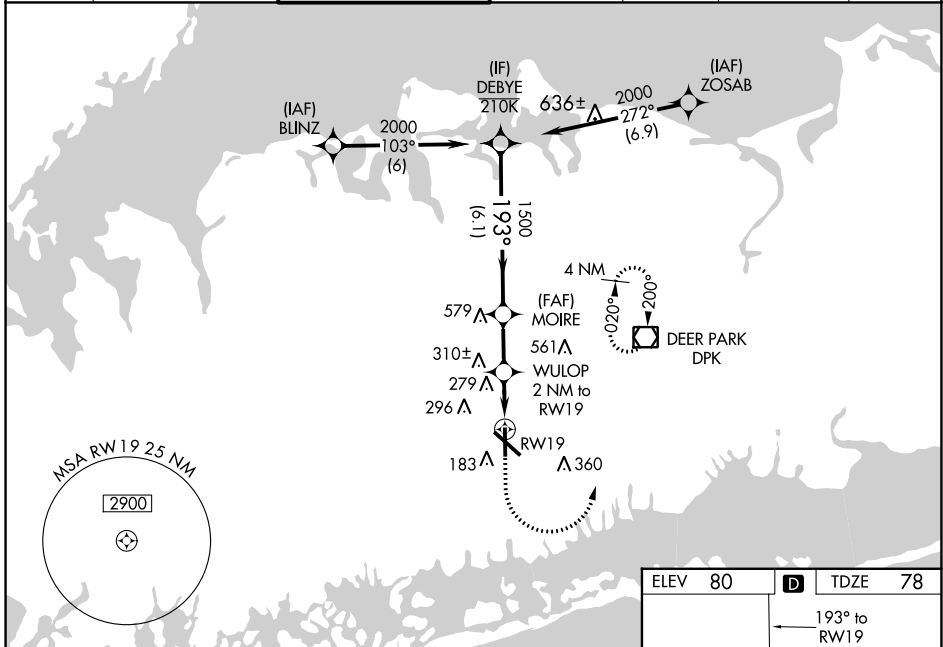 (IAF)
BLINZ
2000
103°
(6)
(IF)
DEBYE
210K
636±
2000
272°
(6.9)
(IAF)
ZOSAB
1500
193°
(6.1)
4 NM
020°
200°
DEER PARK
DPK
579
(FAF)
MOIRE
561
310±
WULOP
2 NM to
RW19
279
296
RW19
183
360
MSA RW 19 25 NM
2900
ELEV 80 D TDZE 78
193° to
RW19